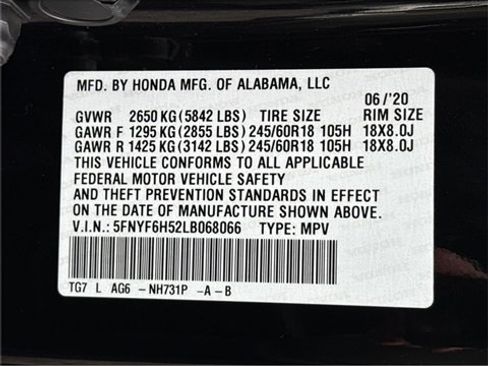 MFD. BY HONDA MFG. OF ALABAMA, LLC
06/'20
GVWR 2650 KG (5842 LBS) TIRE SIZE RIM SIZE
GAWR F 1295 KG (2855 LBS) 245/60R18 105H 18X8.0J
GAWR R 1425 KG (3142 LBS) 245/60R18 105H 18X8.0J
THIS VEHICLE CONFORMS TO ALL APPLICABLE
FEDERAL MOTOR VEHICLE SAFETY
AND THEFT PREVENTION STANDARDS IN EFFECT
ON THE DATE OF MANUFACTURE SHOWN ABOVE.
V.I.N.: 5FNYF6H52LB068066 TYPE: MPV
TG7 L AG6 -NH731P -A-B